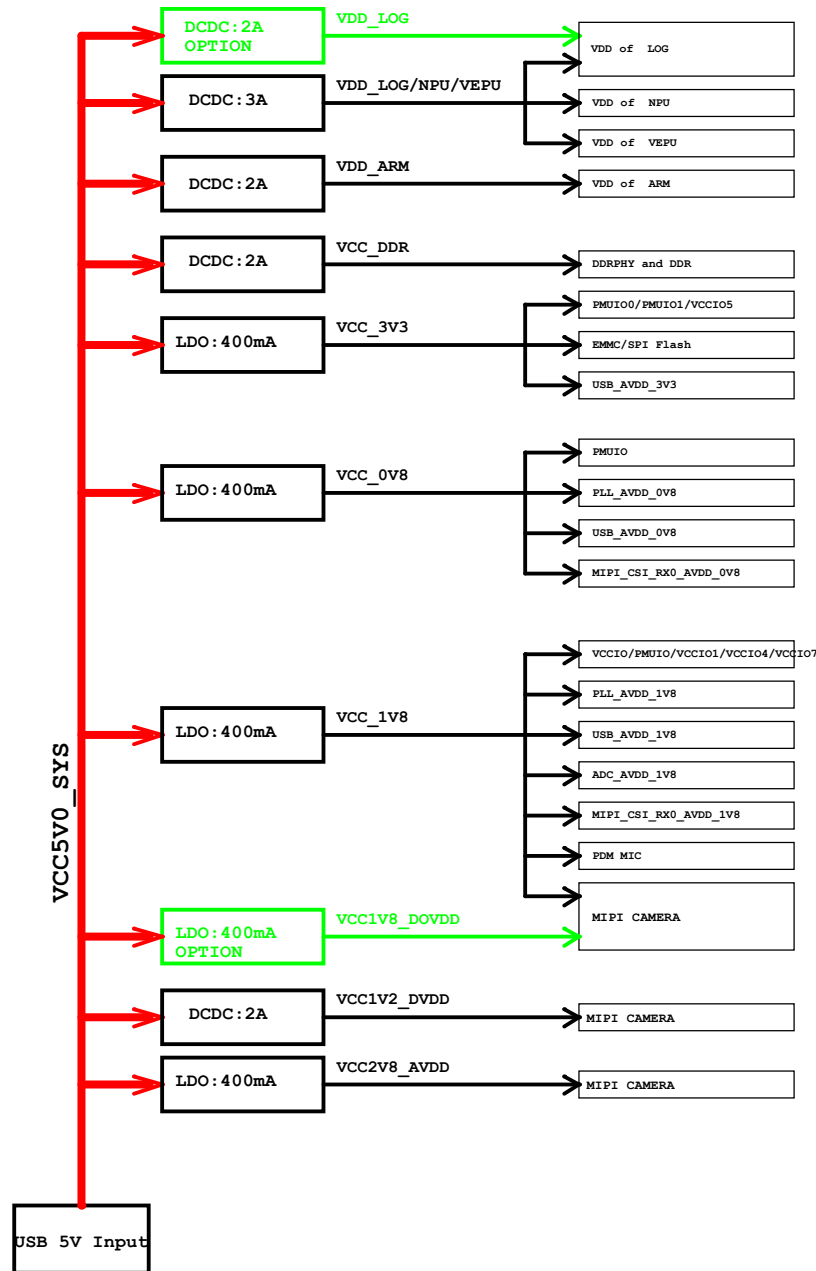 DCDC:2A
OPTION
VDD_LOG
VDD of  LOG
DCDC:3A
VDD_LOG/NPU/VEPU
VDD of  NPU
VDD of  VEPU
DCDC:2A
VDD_ARM
VDD of  ARM
DCDC:2A
VCC_DDR
DDRPHY and DDR
LDO:400mA
VCC_3V3
PMUIO0/PMUIO1/VCCIO5
EMMC/SPI Flash
USB_AVDD_3V3
LDO:400mA
VCC_0V8
PMUIO
PLL_AVDD_0V8
USB_AVDD_0V8
MIPI_CSI_RX0_AVDD_0V8
LDO:400mA
VCC_1V8
VCCIO/PMUIO/VCCIO1/VCCIO4/VCCIO7
PLL_AVDD_1V8
USB_AVDD_1V8
ADC_AVDD_1V8
MIPI_CSI_RX0_AVDD_1V8
PDM MIC
MIPI CAMERA
LDO:400mA
OPTION
VCC1V8_DOVDD
DCDC:2A
VCC1V2_DVDD
MIPI CAMERA
LDO:400mA
VCC2V8_AVDD
MIPI CAMERA
VCC5V0_SYS
USB 5V Input